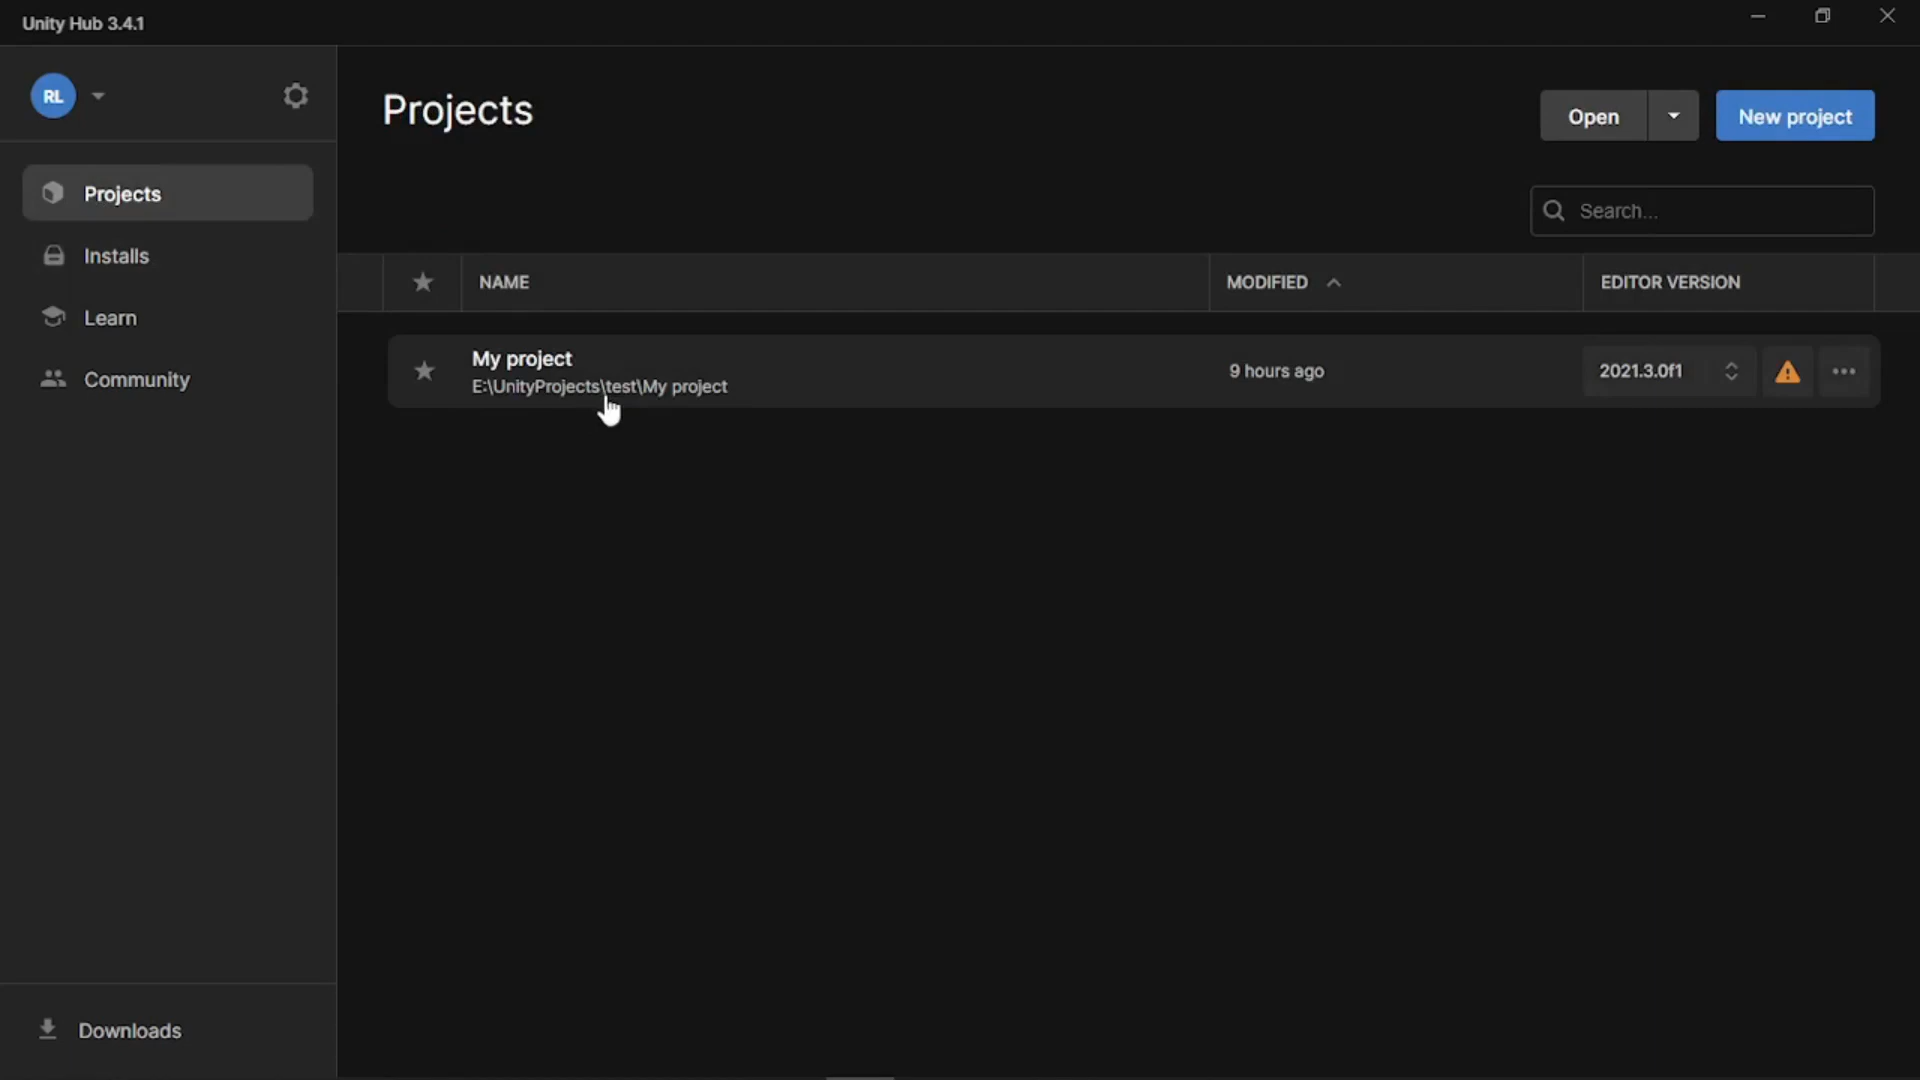 Unity Hub 3.4.1
RL
Projects
Open
New project
Projects
Search...
Installs
NAME
MODIFIED
EDITOR VERSION
Learn
My project
E:\UnityProjects\test\My project
9 hours ago
2021.3.0f1
Community
Downloads